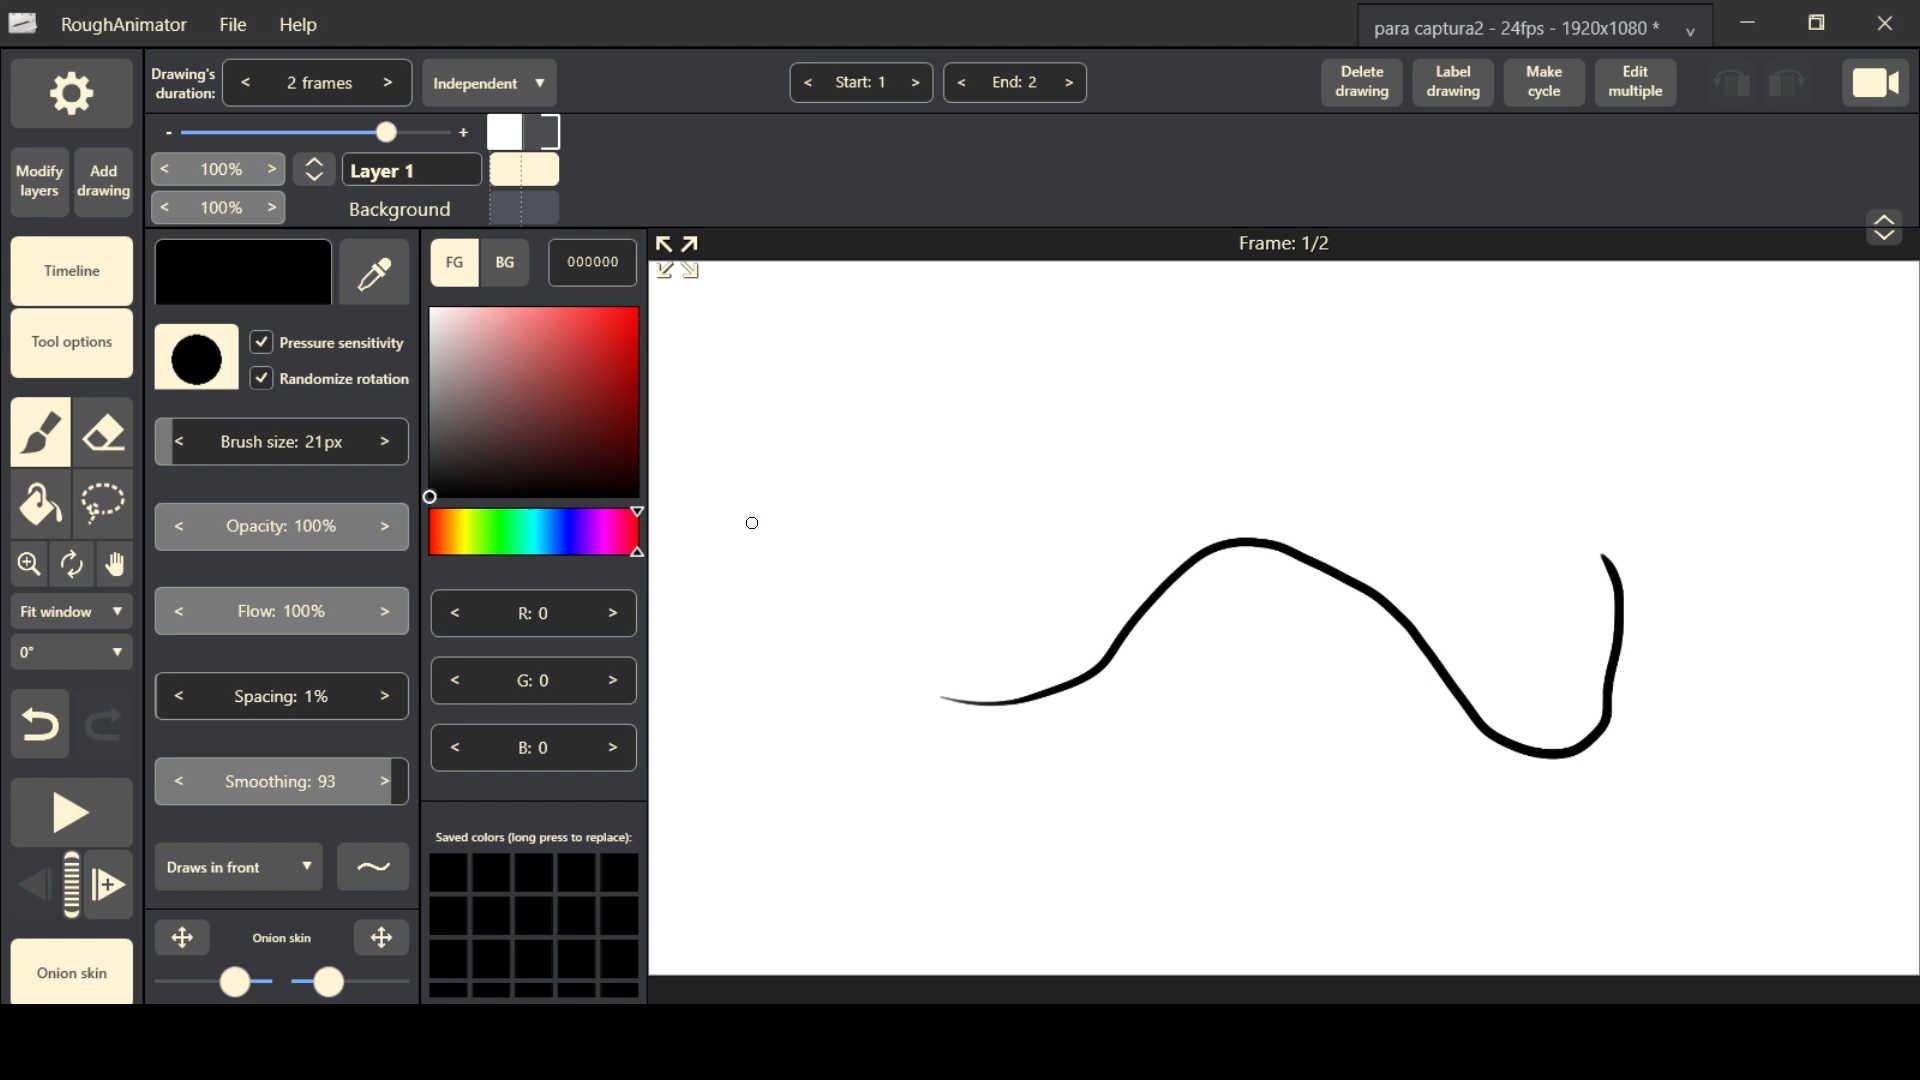 RoughAnimator File Help
para captura2 - 24fps - 1920x1080 * v
Drawing's duration: < 2 frames > Independent ▼
< Start: 1 > < End: 2 >
Delete drawing
Label drawing
Make cycle
Edit multiple
- +
Modify layers
Add drawing
< 100% > Layer 1
< 100% > Background
Timeline
Tool options
FG BG 000000
Frame: 1/2
Pressure sensitivity
Randomize rotation
< Brush size: 21px >
< Opacity: 100% >
< Flow: 100% >
< Spacing: 1% >
< Smoothing: 93 >
Draws in front ▼
Onion skin
Fit window ▼
0° ▼
Onion skin
< R: 0 >
< G: 0 >
< B: 0 >
Saved colors (long press to replace):